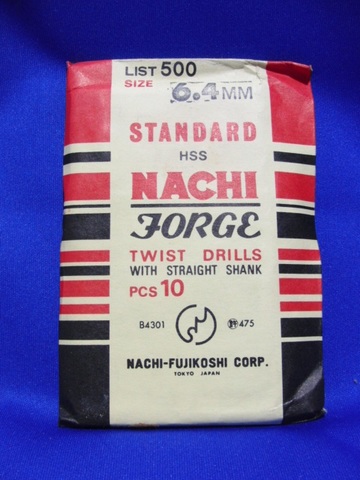 LIST 500
SIZE 6.4 MM
STANDARD
HSS
NACHI
FORGE
TWIST DRILLS
WITH STRAIGHT SHANK
PCS 10
B4301 475
NACHI-FUJIKOSHI CORP.
TOKYO JAPAN